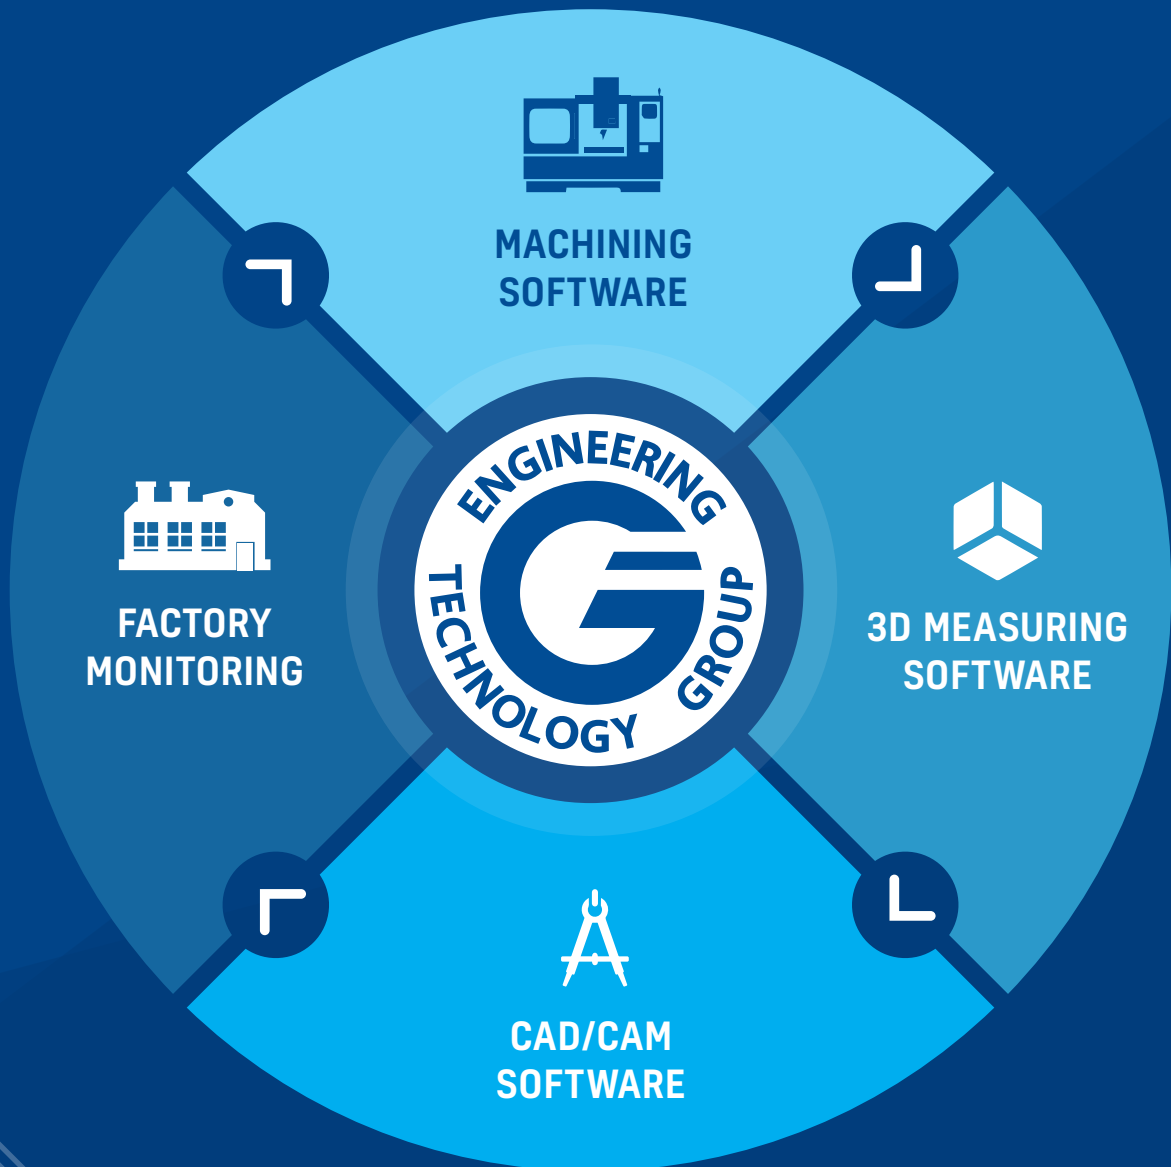 MACHINING
SOFTWARE
ENGINEERING
TECHNOLOGY
GROUP
FACTORY
MONITORING
3D MEASURING
SOFTWARE
CAD/CAM
SOFTWARE